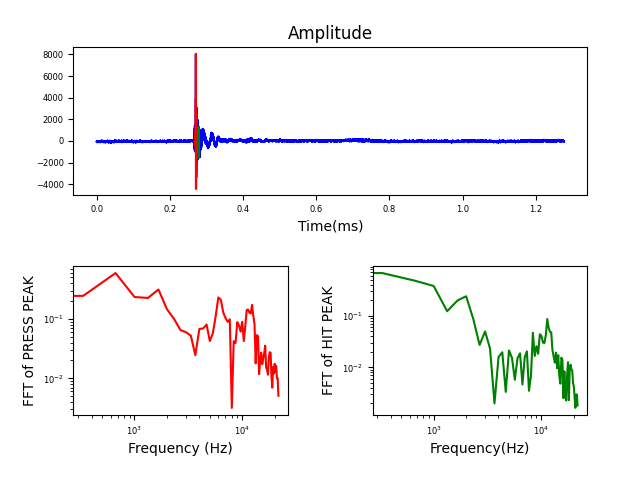 Amplitude
8000
6000
4000
2000
0
−2000
−4000
0.0 0.2 0.4 0.6 0.8 1.0 1.2
Time(ms)
FFT of PRESS PEAK
10⁻¹
10⁻²
10³ 10⁴
Frequency (Hz)
FFT of HIT PEAK
10⁻¹
10⁻²
10³ 10⁴
Frequency(Hz)